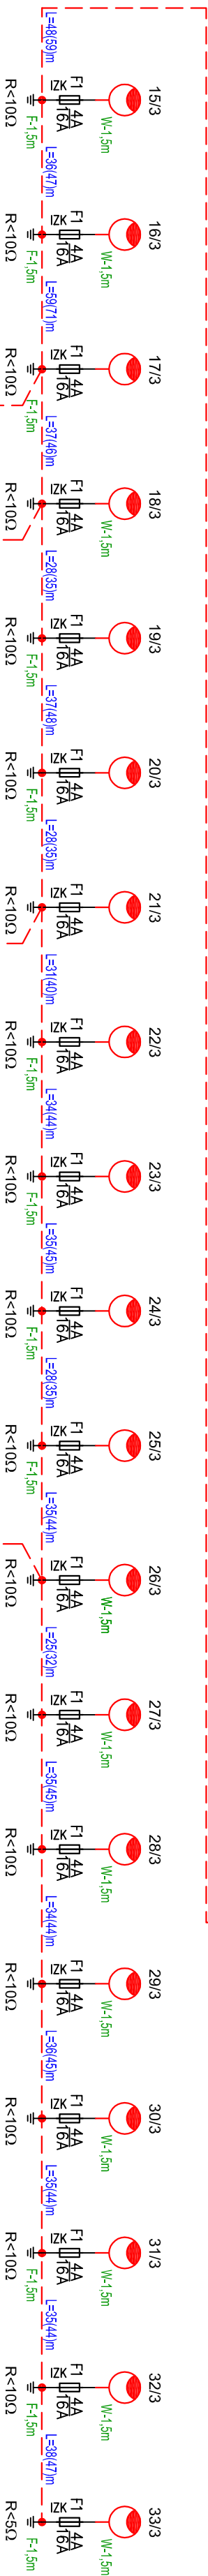 L=48(59)m
15/3
W-1,5m
F1 4A
IZK 16A
F-1,5m
R<10Ω
L=36(47)m
16/3
W-1,5m
F1 4A
IZK 16A
F-1,5m
R<10Ω
L=59(71)m
17/3
F1 4A
IZK 16A
F-1,5m
R<10Ω
L=37(46)m
18/3
W-1,5m
F1 4A
IZK 16A
R<10Ω
L=28(35)m
19/3
F1 4A
IZK 16A
F-1,5m
R<10Ω
L=37(48)m
20/3
F1 4A
IZK 16A
F-1,5m
R<10Ω
L=28(35)m
21/3
F1 4A
IZK 16A
R<10Ω
L=31(40)m
22/3
F1 4A
IZK 16A
F-1,5m
R<10Ω
L=34(44)m
23/3
F1 4A
IZK 16A
F-1,5m
R<10Ω
L=35(45)m
24/3
F1 4A
IZK 16A
F-1,5m
R<10Ω
L=28(35)m
25/3
F1 4A
IZK 16A
F-1,5m
R<10Ω
L=35(44)m
26/3
W-1,5m
F1 4A
IZK 16A
R<10Ω
L=25(32)m
27/3
W-1,5m
F1 4A
IZK 16A
R<10Ω
L=35(45)m
28/3
W-1,5m
F1 4A
IZK 16A
R<10Ω
L=34(44)m
29/3
W-1,5m
F1 4A
IZK 16A
R<10Ω
L=36(45)m
30/3
W-1,5m
F1 4A
IZK 16A
R<10Ω
L=35(44)m
31/3
W-1,5m
F1 4A
IZK 16A
F-1,5m
R<10Ω
L=35(44)m
32/3
W-1,5m
F1 4A
IZK 16A
F-1,5m
R<10Ω
L=38(47)m
33/3
W-1,5m
F1 4A
IZK 16A
F-1,5m
R<5Ω